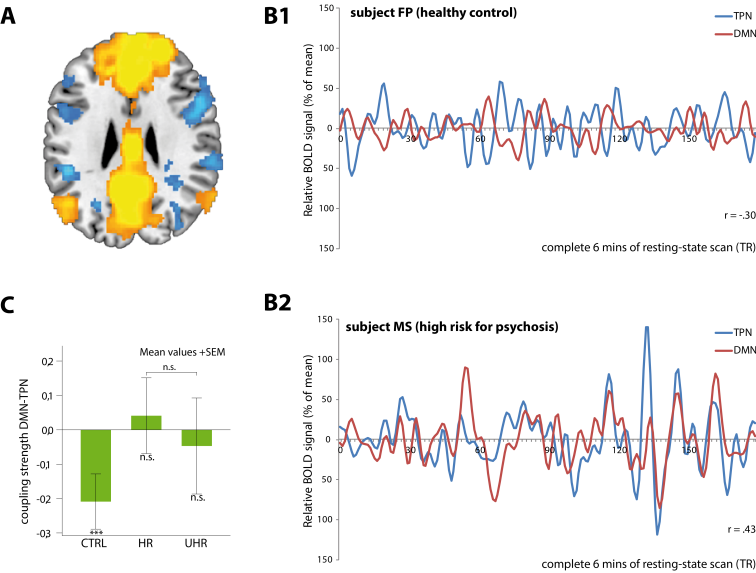 A
B1
subject FP (healthy control)
TPN
DMN
Relative BOLD signal (% of mean)
150
100
50
0
50
100
150
0
30
60
90
120
150
r = -.30
complete 6 mins of resting-state scan (TR)
C
Mean values +SEM
n.s.
coupling strength DMN-TPN
0,2
0,1
0,0
-0,1
-0,2
-03
n.s.
n.s.
***
CTRL
HR
UHR
B2
subject MS (high risk for psychosis)
TPN
DMN
Relative BOLD signal (% of mean)
150
100
50
0
50
100
150
0
30
60
90
120
150
r = .43
complete 6 mins of resting-state scan (TR)